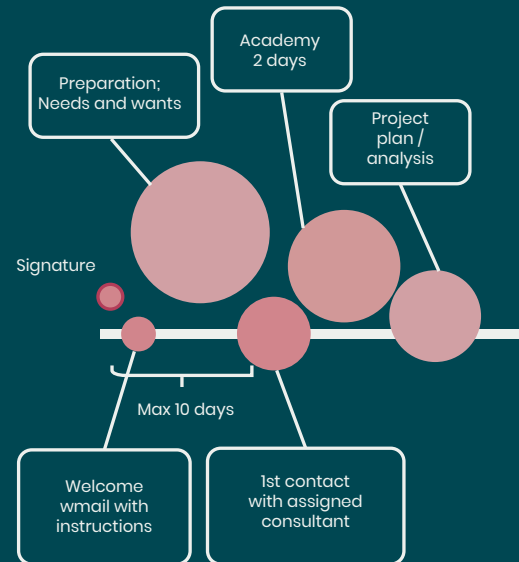 Academy
2 days
Preparation;
Needs and wants
Project
plan /
analysis
Signature
Max 10 days
Welcome
wmail with
instructions
1st contact
with assigned
consultant